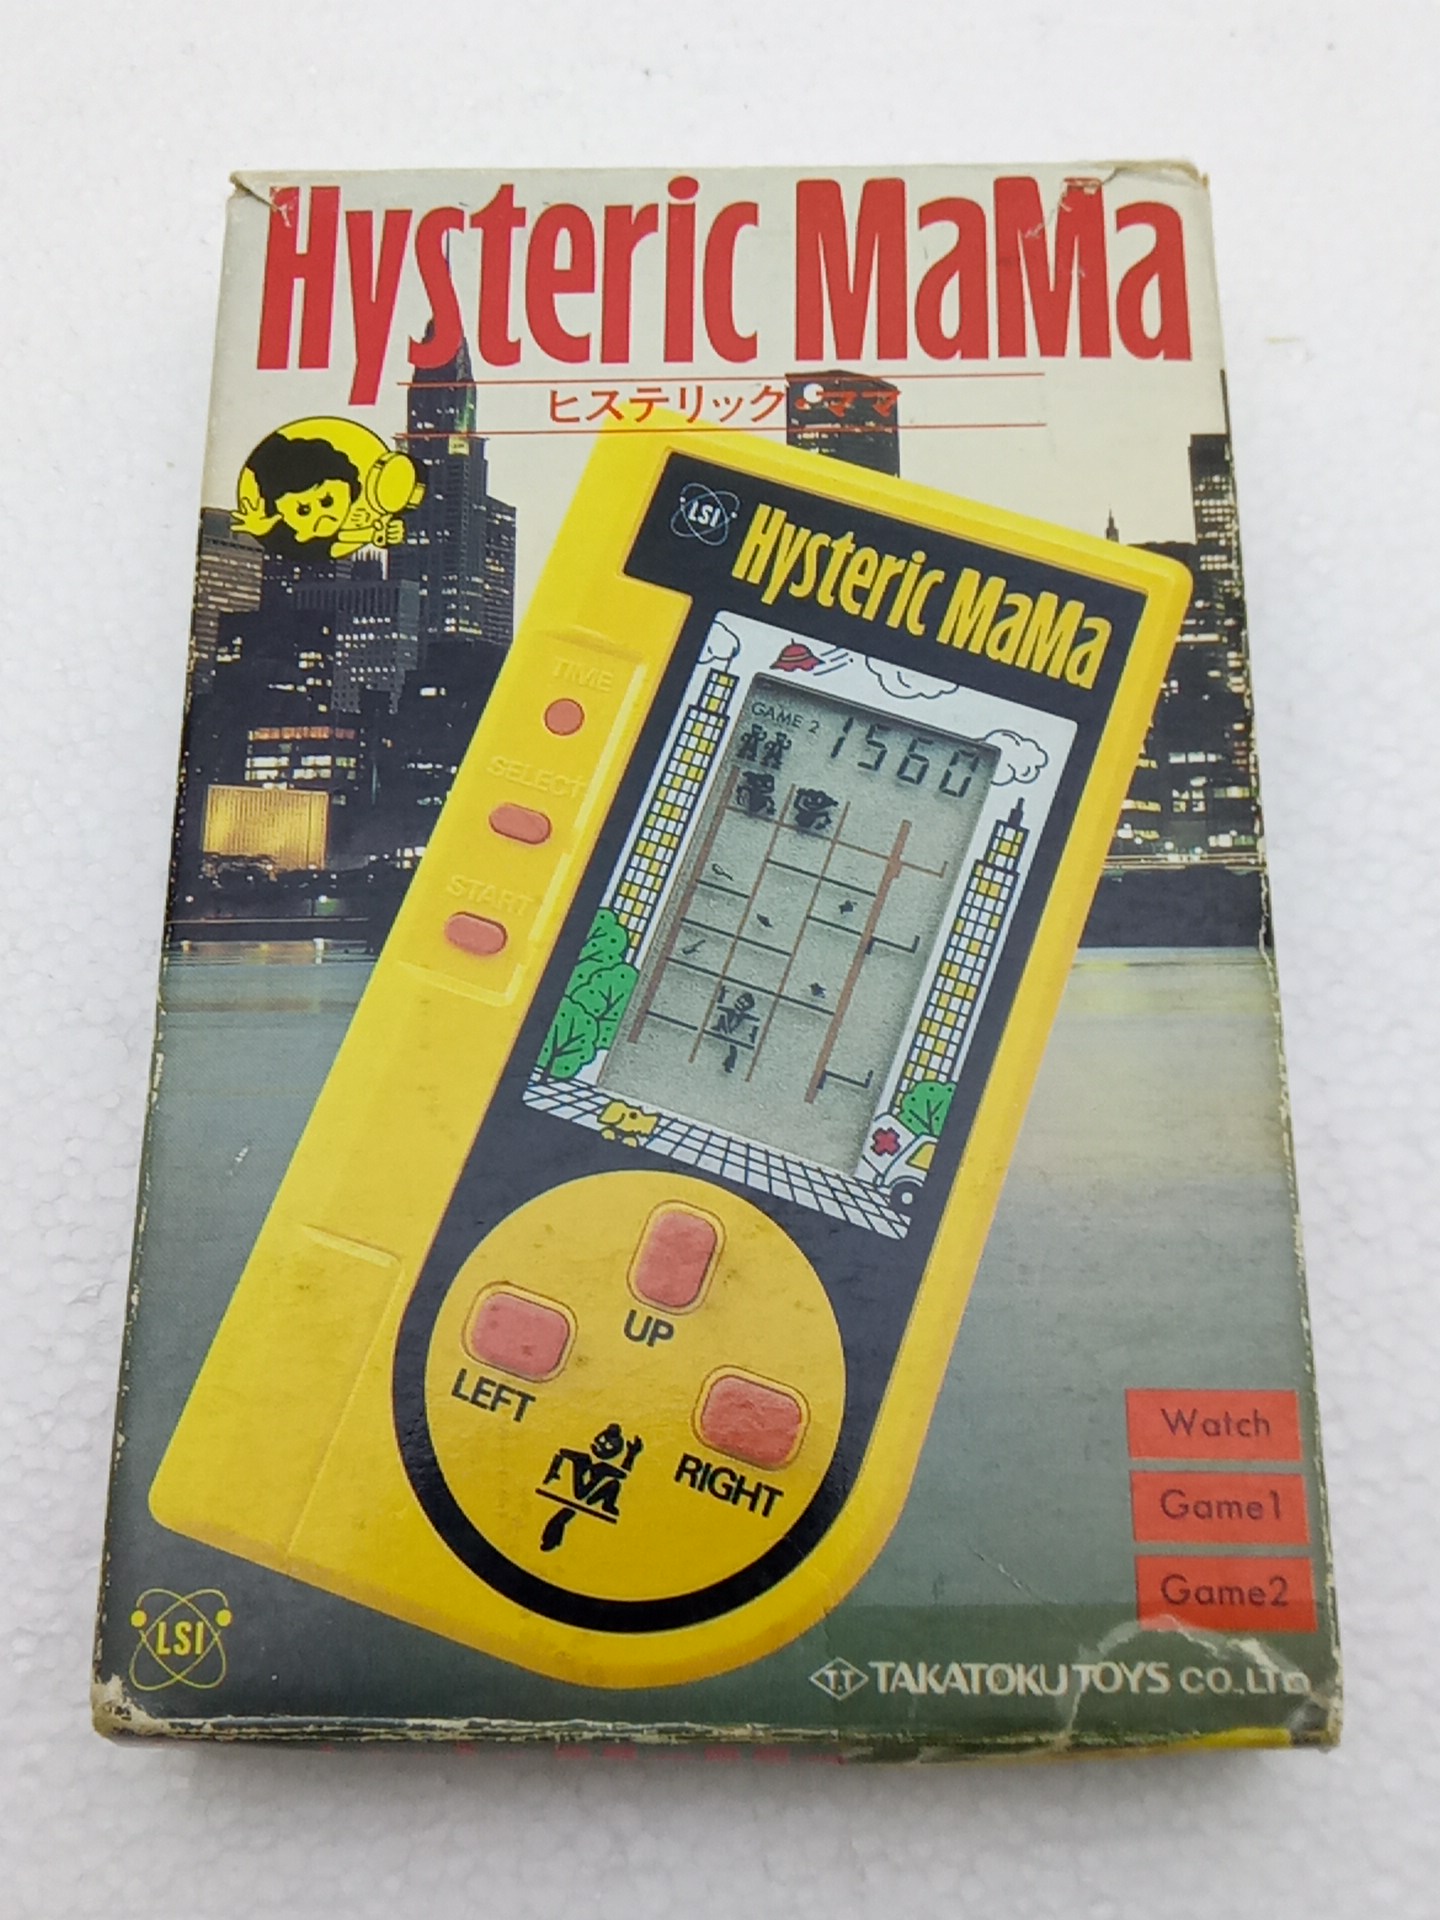 Hysteric MaMa
ヒステリック・ママ
LSI
Hysteric MaMa
TIME
SELECT
START
GAME 2 1560
UP
LEFT
RIGHT
Watch
Game1
Game2
LSI
T.T TAKATOKU TOYS CO.,LTD